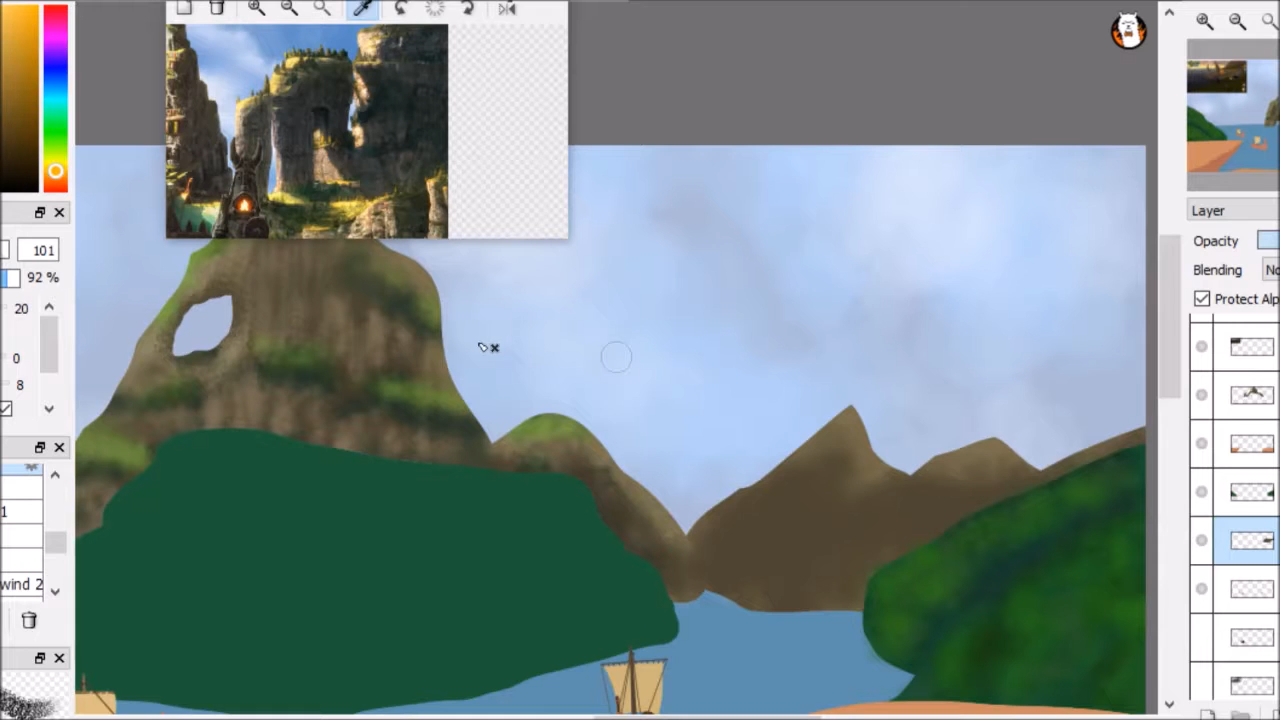 101
92 %
20
0
8
1
wind 2
Layer
Opacity
Blending
No
Protect Alp